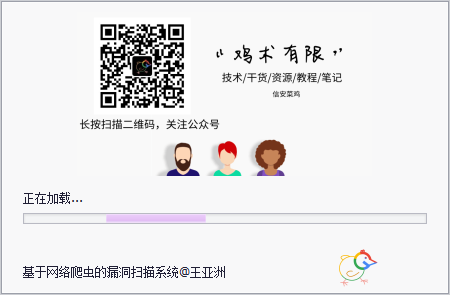 “鸡术有限”
技术/干货/资源/教程/笔记
信安菜鸡
长按扫描二维码，关注公众号
正在加载...
基于网络爬虫的漏洞扫描系统@王亚洲